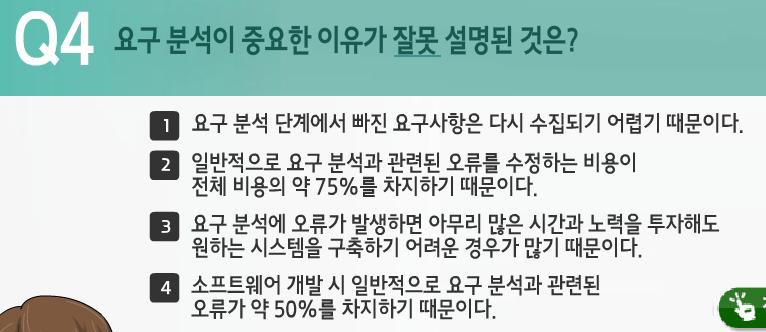 Q4 요구 분석이 중요한 이유가 잘못 설명된 것은?
1 요구 분석 단계에서 빠진 요구사항은 다시 수집되기 어렵기 때문이다.
2 일반적으로 요구 분석과 관련된 오류를 수정하는 비용이
전체 비용의 약 75%를 차지하기 때문이다.
3 요구 분석에 오류가 발생하면 아무리 많은 시간과 노력을 투자해도
원하는 시스템을 구축하기 어려운 경우가 많기 때문이다.
4 소프트웨어 개발 시 일반적으로 요구 분석과 관련된
오류가 약 50%를 차지하기 때문이다.